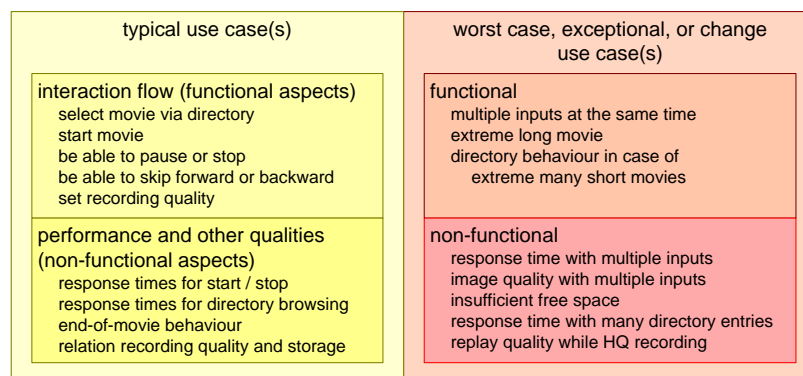 typical use case(s)
interaction flow (functional aspects)
select movie via directory
start movie
be able to pause or stop
be able to skip forward or backward
set recording quality
performance and other qualities
(non-functional aspects)
response times for start / stop
response times for directory browsing
end-of-movie behaviour
relation recording quality and storage
worst case, exceptional, or change
use case(s)
functional
multiple inputs at the same time
extreme long movie
directory behaviour in case of
extreme many short movies
non-functional
response time with multiple inputs
image quality with multiple inputs
insufficient free space
response time with many directory entries
replay quality while HQ recording